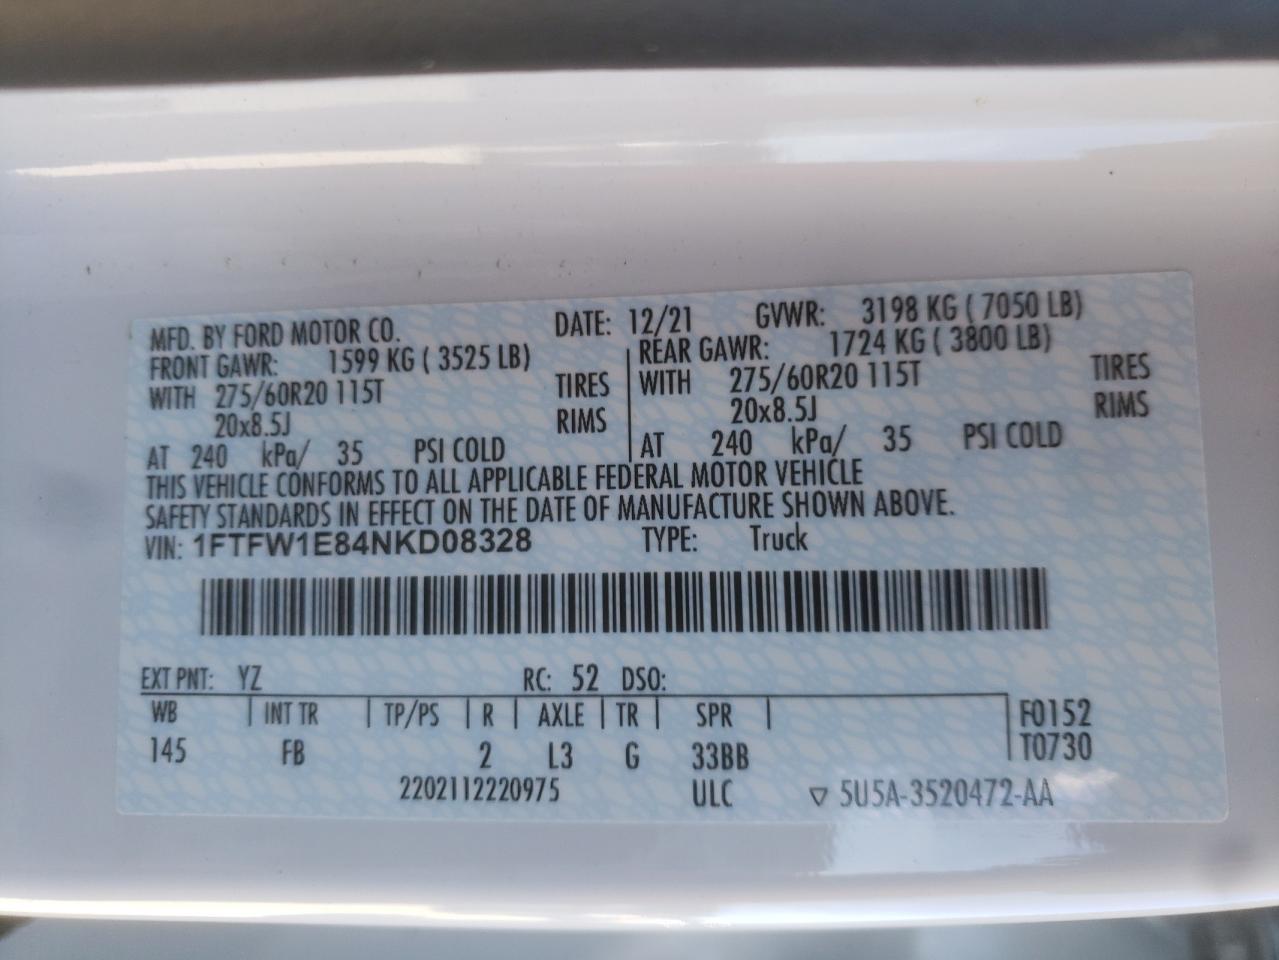 MFD. BY FORD MOTOR CO. DATE: 12/21 GVWR: 3198 KG ( 7050 LB)
FRONT GAWR: 1599 KG ( 3525 LB) REAR GAWR: 1724 KG ( 3800 LB)
WITH 275/60R20 115T TIRES WITH 275/60R20 115T TIRES
20x8.5J RIMS 20x8.5J RIMS
AT 240 kPa/ 35 PSI COLD AT 240 kPa/ 35 PSI COLD
THIS VEHICLE CONFORMS TO ALL APPLICABLE FEDERAL MOTOR VEHICLE
SAFETY STANDARDS IN EFFECT ON THE DATE OF MANUFACTURE SHOWN ABOVE.
VIN: 1FTFW1E84NKD08328 TYPE: Truck
EXT PNT: YZ RC: 52 DSO:
WB INT TR TP/PS R AXLE TR SPR F0152
145 FB 2 L3 G 33BB T0730
2202112220975 ULC ▽ 5U5A-3520472-AA